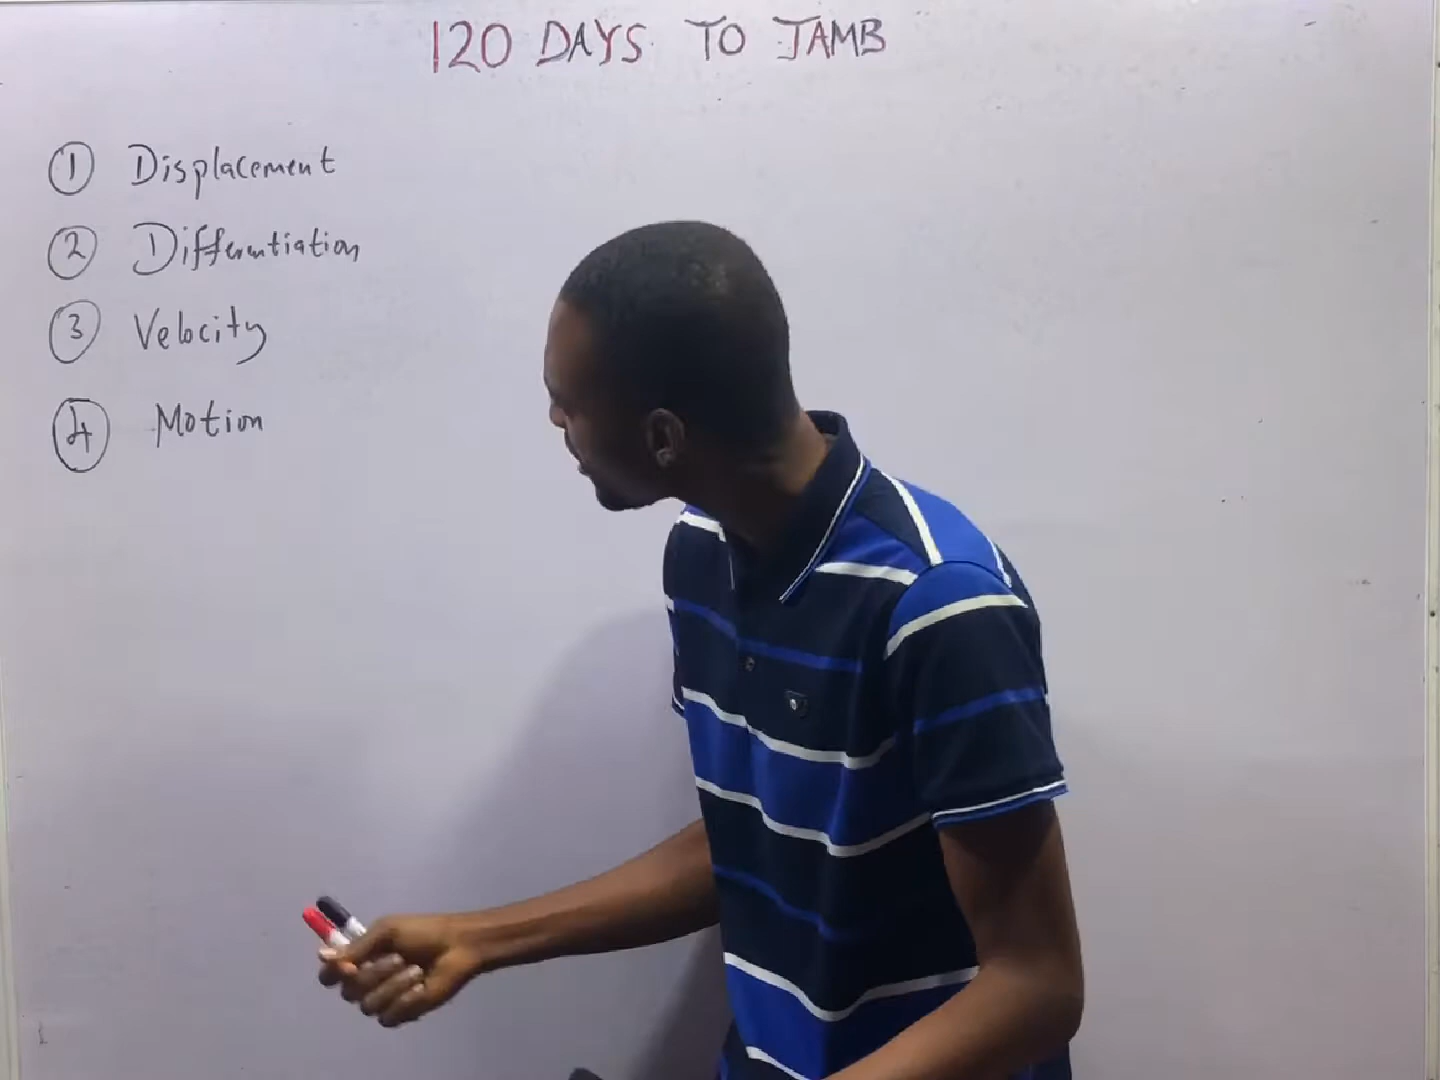 120 DAYS TO JAMB
① Displacement
② Differentiation
③ Velocity
④ Motion